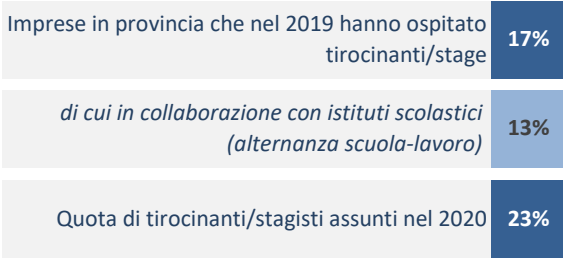 Imprese in provincia che nel 2019 hanno ospitato
tirocinanti/stage
17%
di cui in collaborazione con istituti scolastici
(alternanza scuola-lavoro)
13%
Quota di tirocinanti/stagisti assunti nel 2020
23%